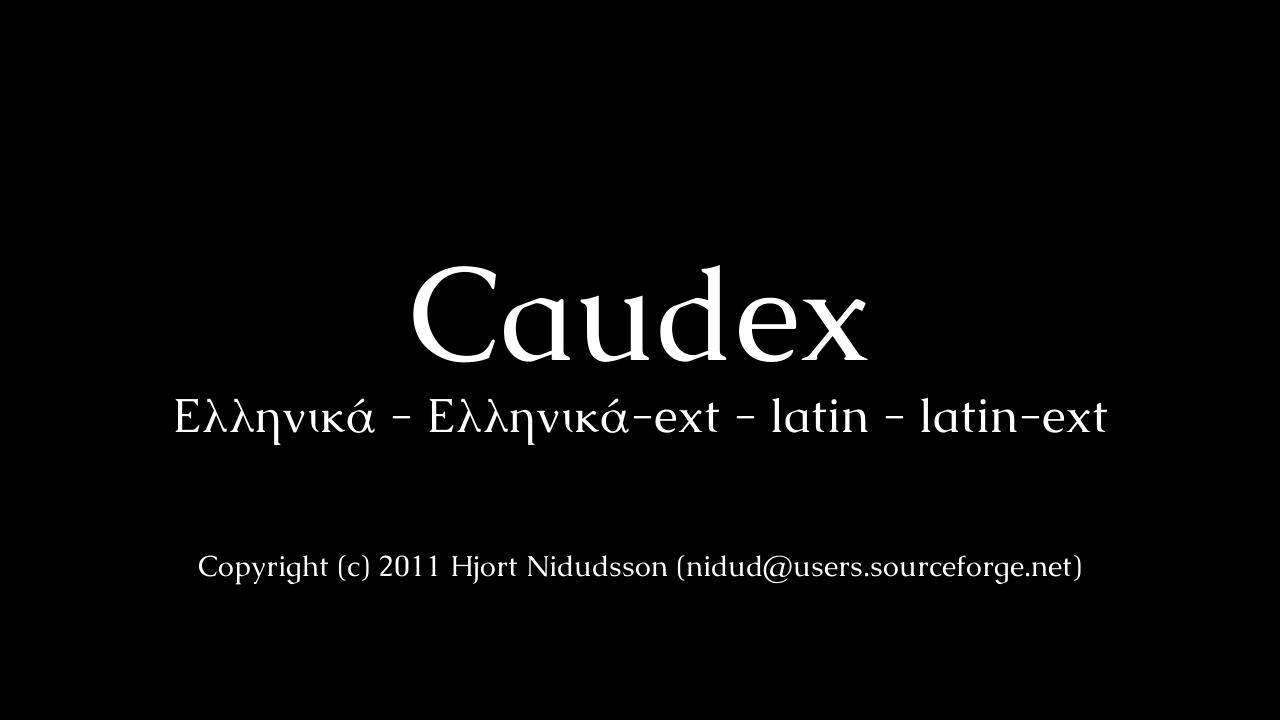 Caudex
Ελληνικά - Ελληνικά-ext - latin - latin-ext
Copyright (c) 2011 Hjort Nidudsson (nidud@users.sourceforge.net)